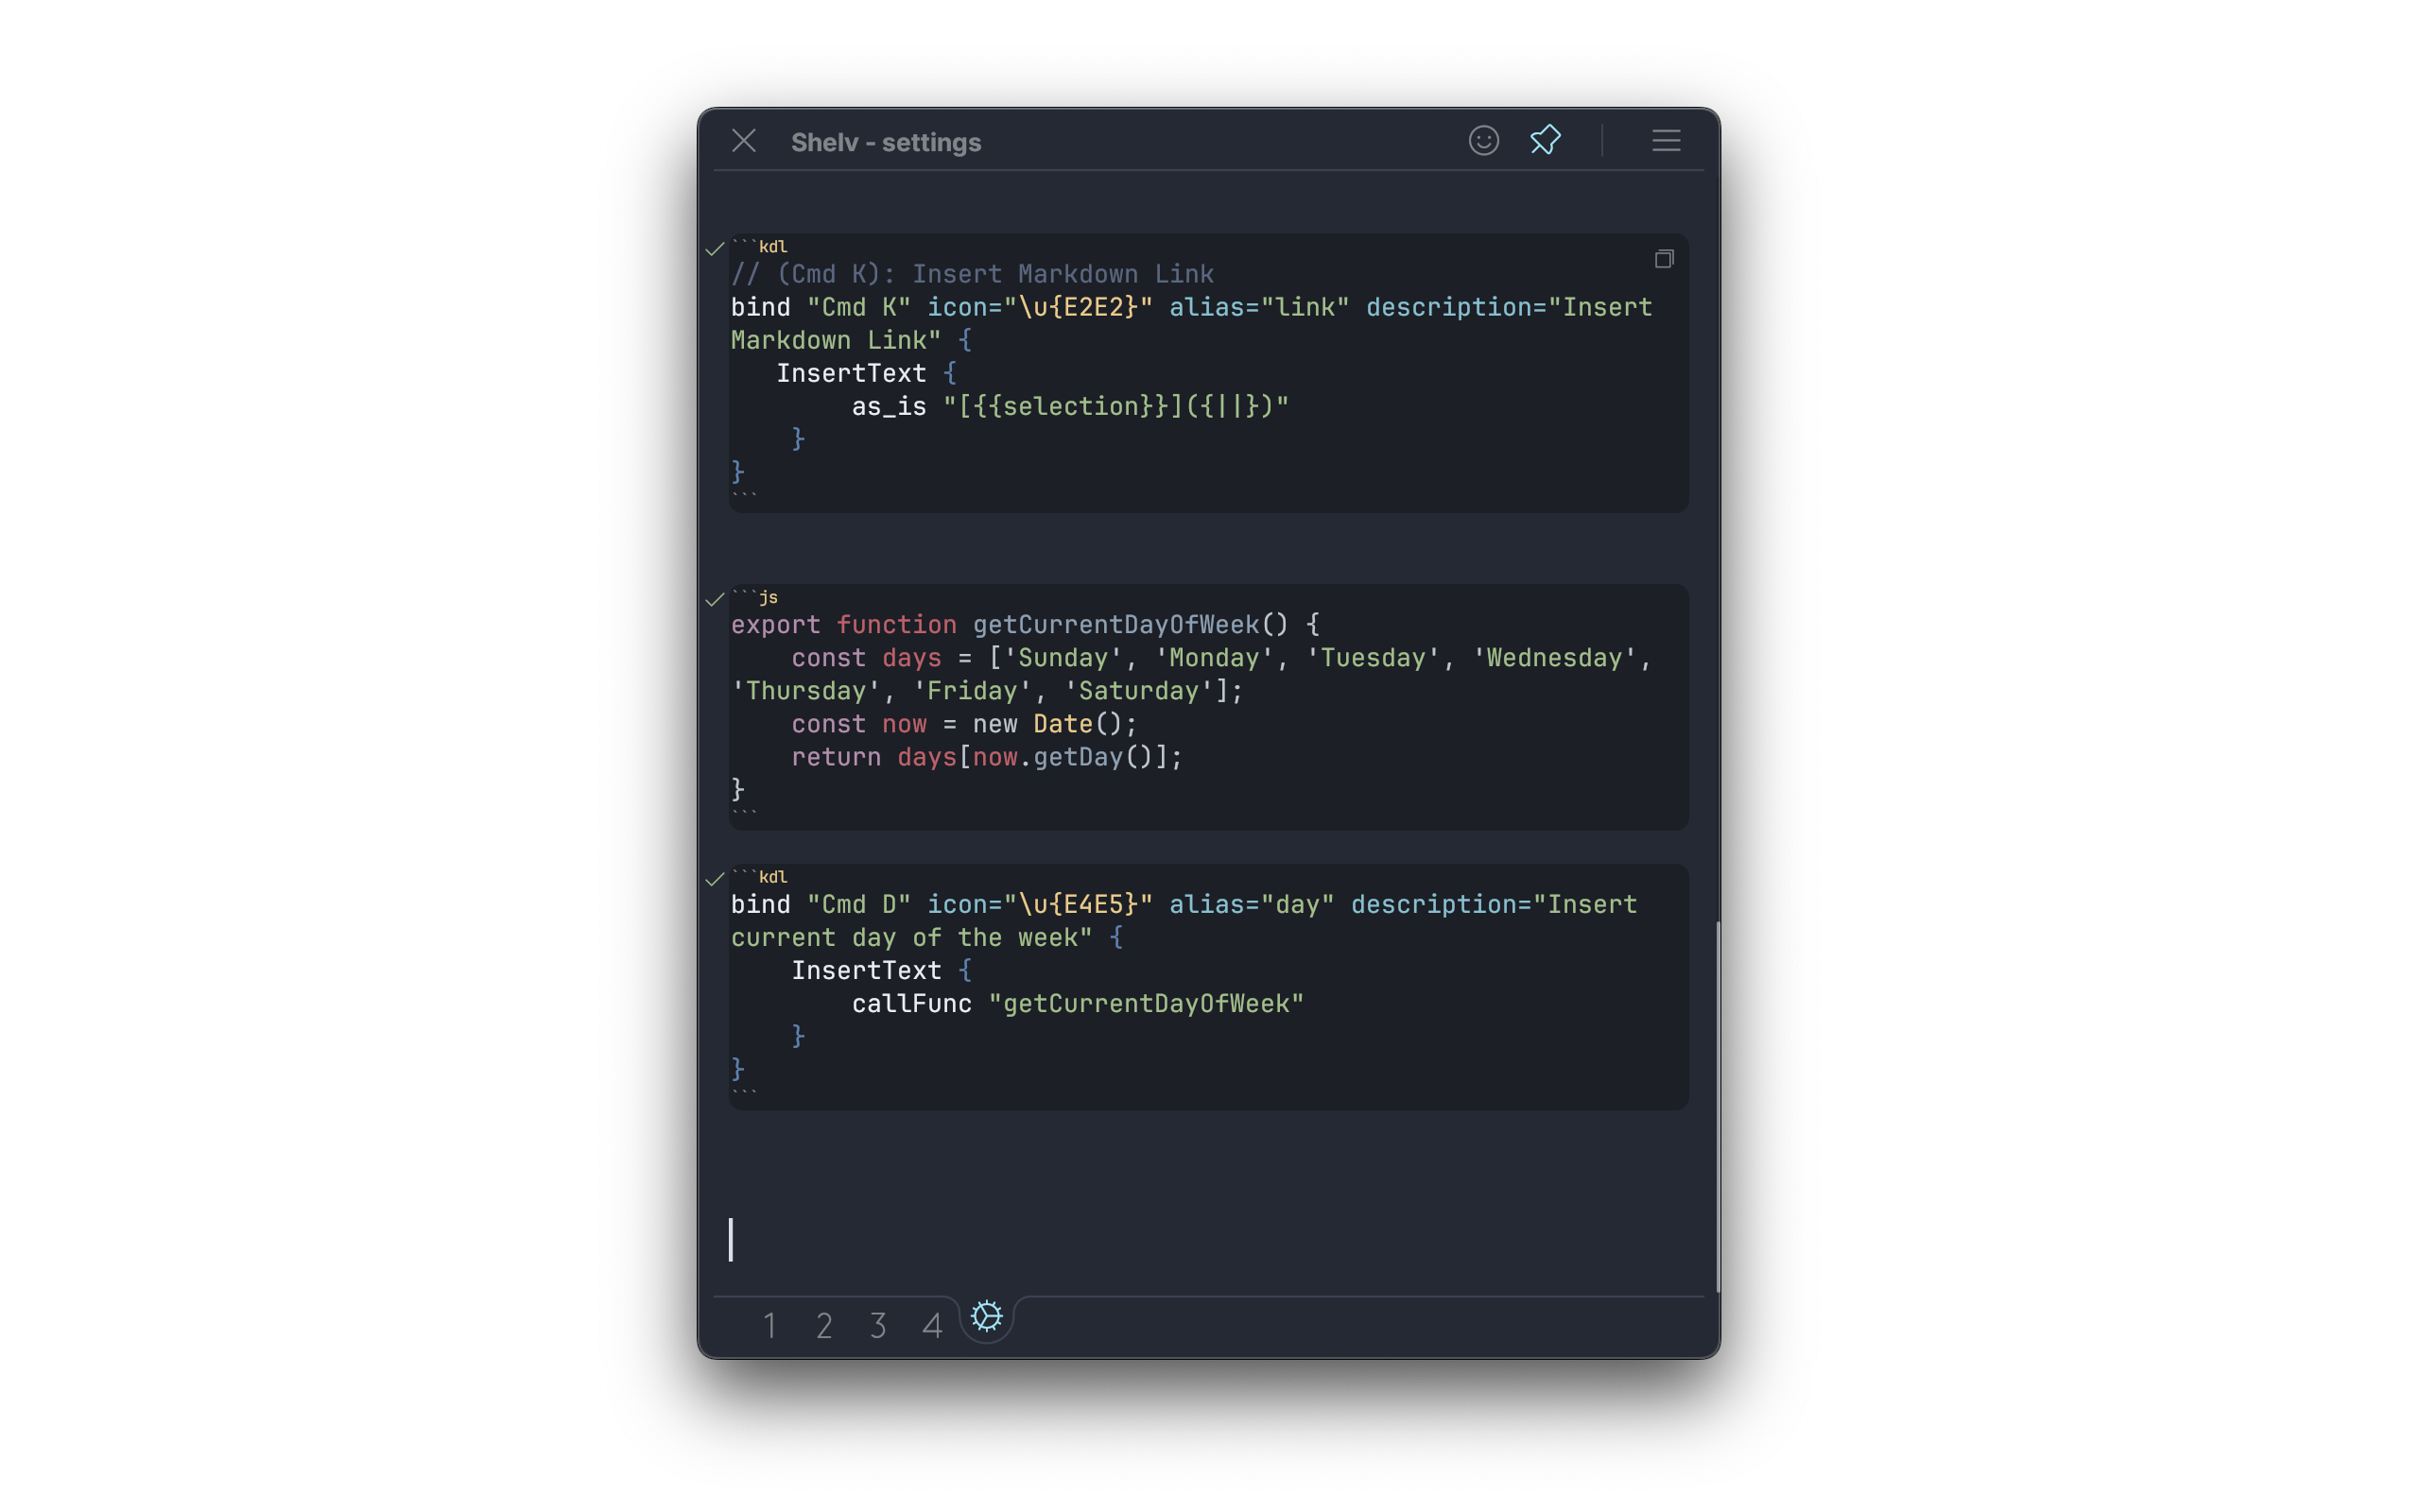 Shelv - settings
```kdl
// (Cmd K): Insert Markdown Link
bind "Cmd K" icon="\u{E2E2}" alias="link" description="Insert
Markdown Link" {
   InsertText {
        as_is "[{{selection}}]({||})"
    }
}
```
```js
export function getCurrentDayOfWeek() {
    const days = ['Sunday', 'Monday', 'Tuesday', 'Wednesday',
'Thursday', 'Friday', 'Saturday'];
    const now = new Date();
    return days[now.getDay()];
}
```
```kdl
bind "Cmd D" icon="\u{E4E5}" alias="day" description="Insert
current day of the week" {
    InsertText {
        callFunc "getCurrentDayOfWeek"
    }
}
```
1 2 3 4